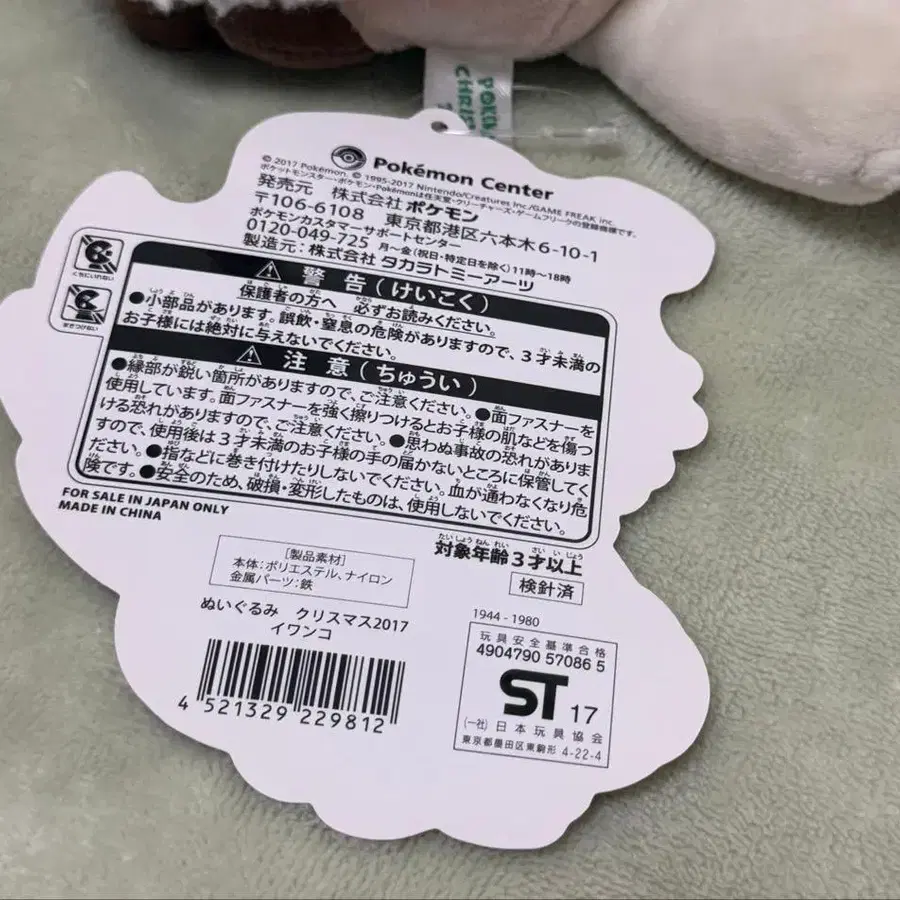 POKÉM
CHRIS
Pokémon Center
© 2017 Pokémon. © 1995-2017 Nintendo/Creatures Inc./GAME FREAK inc.
ポケットモンスター・ポケモン・Pokémonは任天堂・クリーチャーズ・ゲームフリークの登録商標です。
発売元 株式会社ポケモン
〒106-6108 東京都港区六本木6-10-1
ポケモンカスタマーサポートセンター
0120-049-725 月~金(祝日・特定日を除く)11時~18時
製造元:株式会社 タカラトミーアーツ
くちにいれない
まきつけない
警告(けいこく)
保護者の方へ 必ずお読みください。
●小部品があります。誤飲・窒息の危険がありますので、3才未満の
お子様には絶対に与えないでください。
注意(ちゅうい)
●縁部が鋭い箇所がありますので、ご注意ください。●面ファスナーを
使用しています。面ファスナーを強く擦りつけるとお子様の肌などを傷つ
ける恐れがありますので、ご注意ください。●思わぬ事故の恐れがありま
すので、使用後は3才未満のお子様の手の届かないところに保管してく
ださい。●指などに巻き付けたりしないでください。血が通わなくなり危
険です。●安全のため、破損・変形したものは、使用しないでください。
FOR SALE IN JAPAN ONLY
MADE IN CHINA
対象年齢3才以上
検針済
[製品素材]
本体:ポリエステル、ナイロン
金属パーツ:鉄
ぬいぐるみ クリスマス2017
イワンコ
4 521329 229812
1944-1980
玩具安全基準合格
4904790 57086 5
ST 17
(一社)日本玩具協会
東京都墨田区東駒形 4-22-4